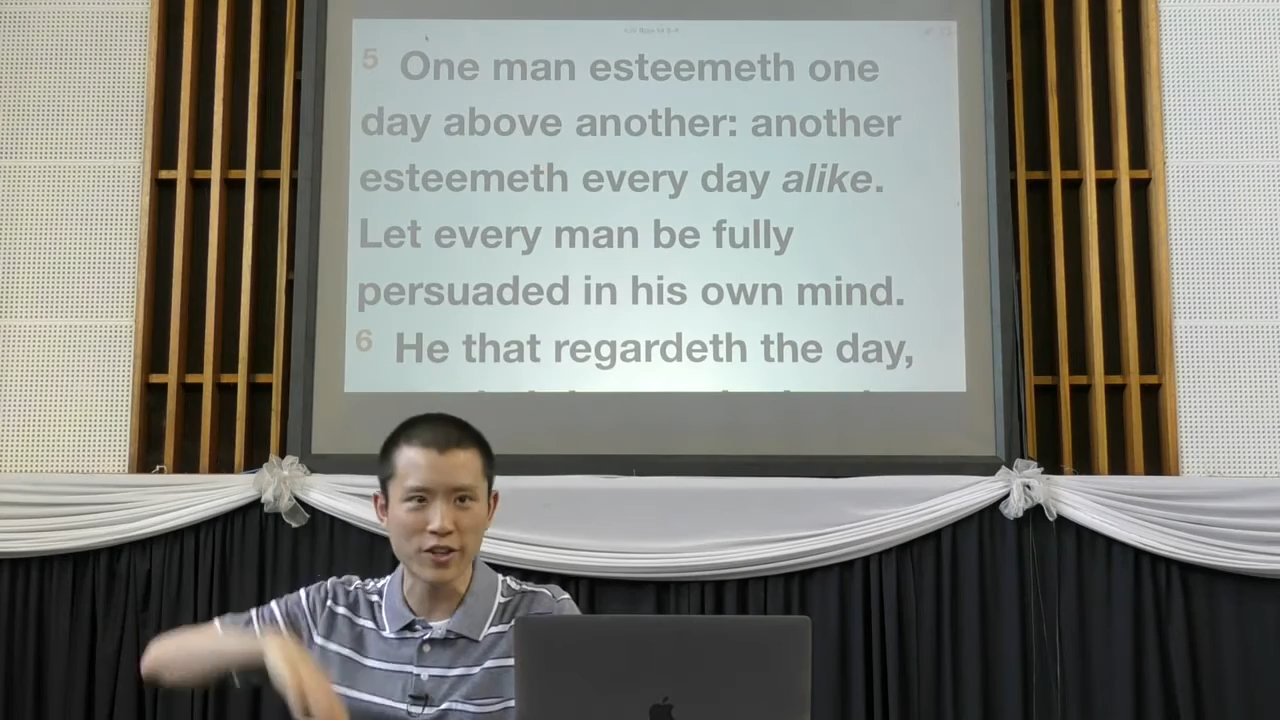 5 One man esteemeth one
day above another: another
esteemeth every day alike.
Let every man be fully
persuaded in his own mind.
6 He that regardeth the day,